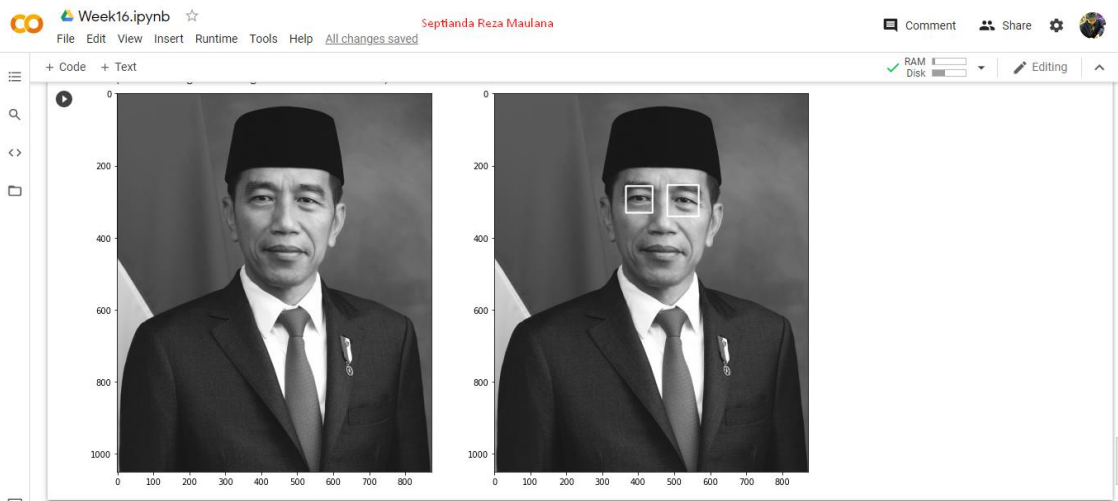 Week16.ipynb
Septianda Reza Maulana
Comment Share
File Edit View Insert Runtime Tools Help All changes saved
+ Code + Text
RAM
Disk
Editing
0
200
400
600
800
1000
0 100 200 300 400 500 600 700 800
0
200
400
600
800
1000
0 100 200 300 400 500 600 700 800